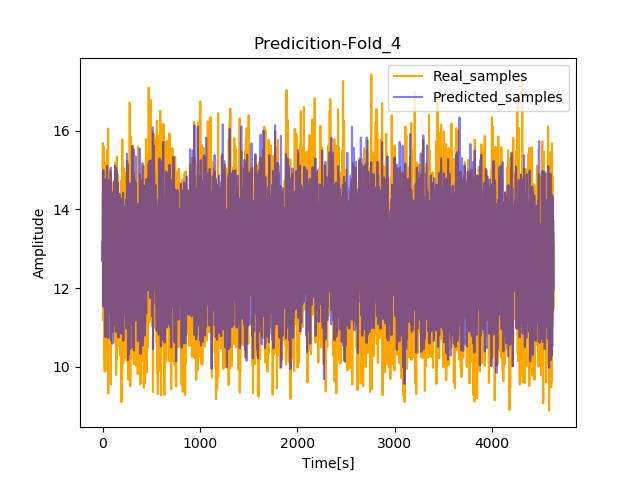 Predicition-Fold_4
Real_samples
Predicted_samples
16
14
12
10
Amplitude
0
1000
2000
3000
4000
Time[s]